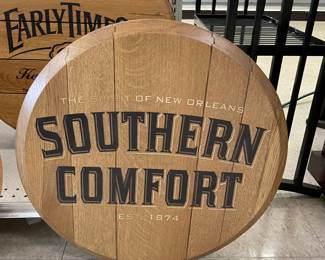 EARLY TIMES
THE SPIRIT OF NEW ORLEANS
SOUTHERN
COMFORT
EST. 1874